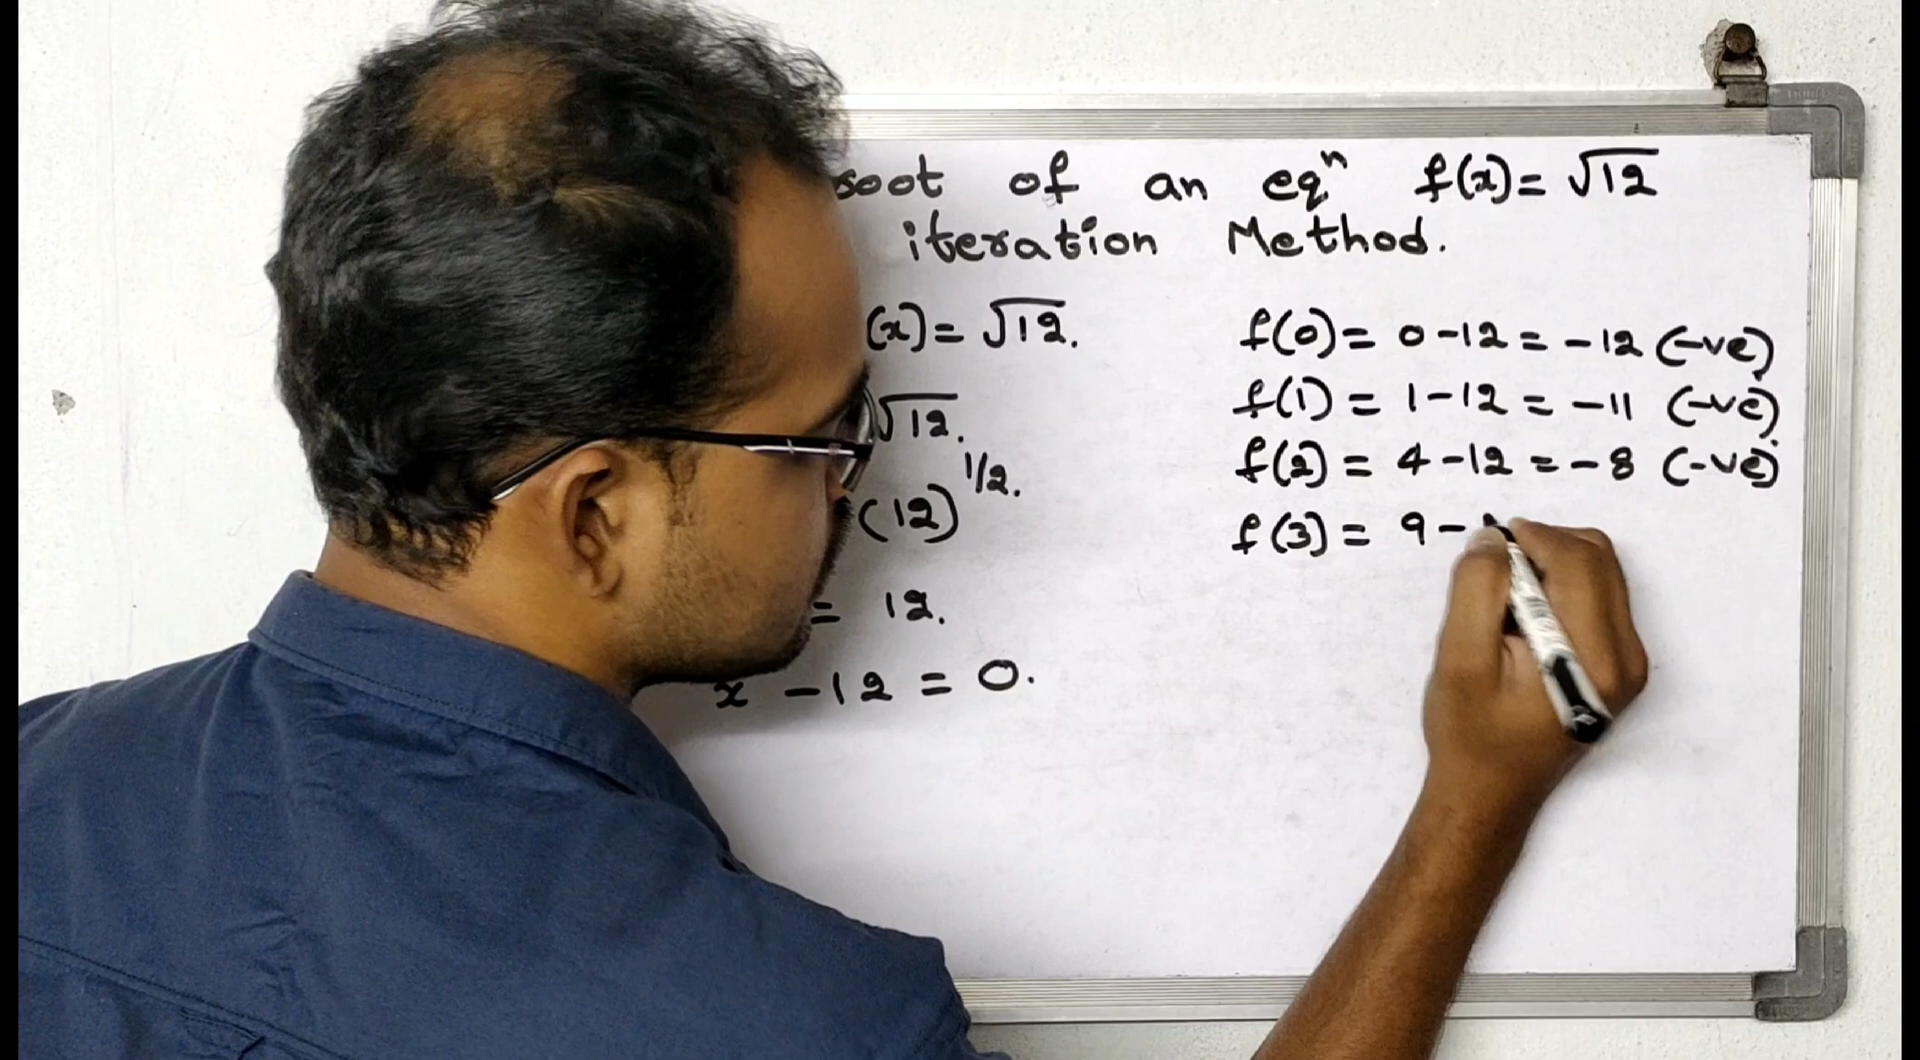 root of an eqⁿ f(x)= √12
iteration Method.
(x)= √12.
√12.
(12)^1/2.
= 12.
x -12 = 0.
f(0)= 0-12 = -12 (-ve)
f(1) = 1-12 = -11 (-ve)
f(2) = 4-12 = -8 (-ve)
f(3) = 9-